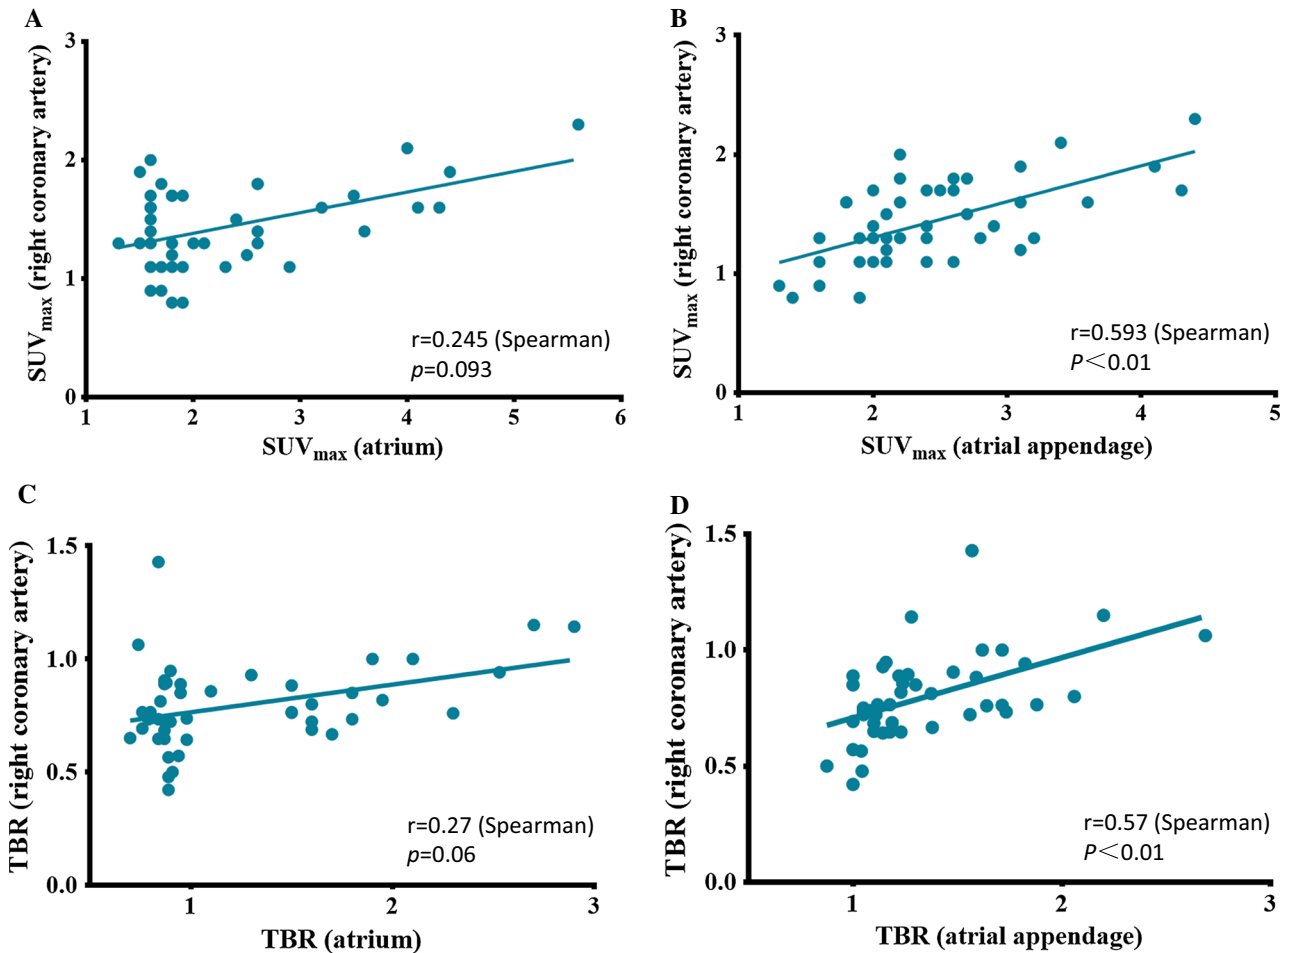 A
SUVmax (right coronary artery)
3
2
1
0
1 2 3 4 5 6
r=0.245 (Spearman)
p=0.093
SUVmax (atrium)
B
SUVmax (right coronary artery)
3
2
1
0
1 2 3 4 5
r=0.593 (Spearman)
P＜0.01
SUVmax (atrial appendage)
C
TBR (right coronary artery)
1.5
1.0
0.5
0.0
1 2 3
r=0.27 (Spearman)
p=0.06
TBR (atrium)
D
TBR (right coronary artery)
1.5
1.0
0.5
0.0
1 2 3
r=0.57 (Spearman)
P＜0.01
TBR (atrial appendage)